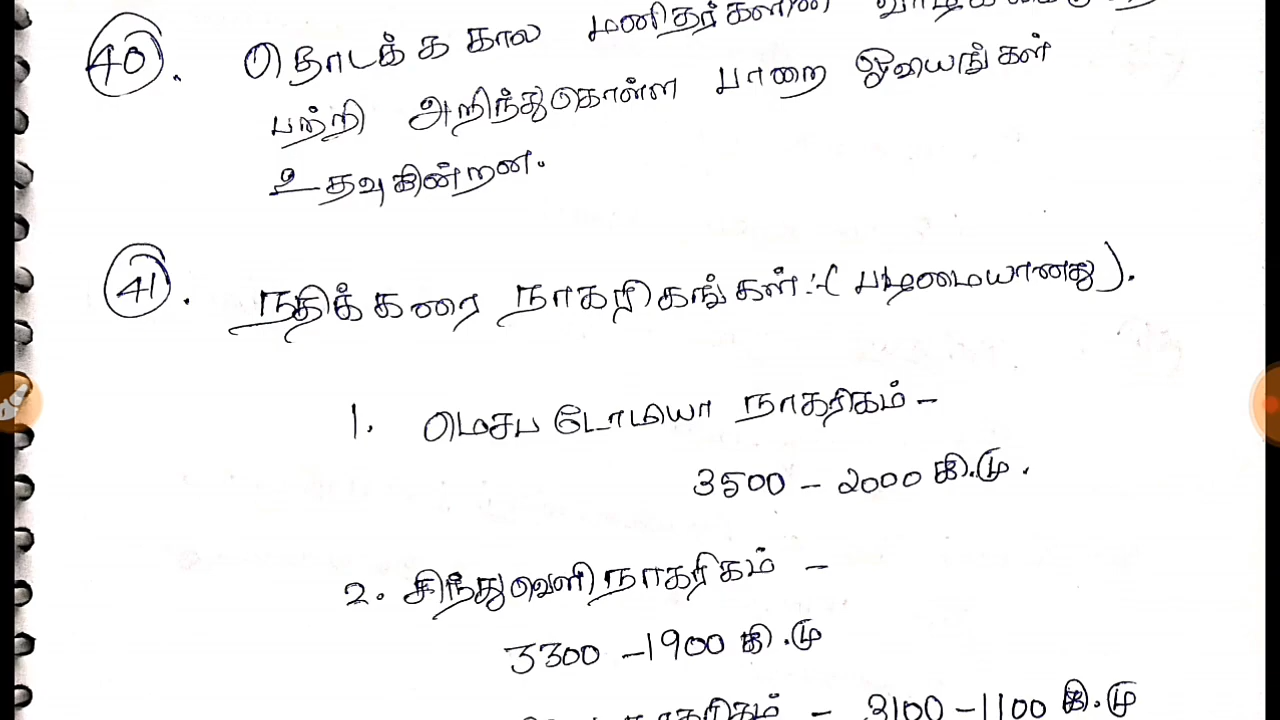 40. தொடக்க கால மனிதர்களின்
பற்றி அறிந்துகொள்ள பாறை ஓவியங்கள்
உதவுகின்றன.
41. நதிக்கரை நாகரிகங்கள் :-( பழமையானது).
1. மெசபடோமியா நாகரிகம் -
3500 - 2000 கி.மு.
2. சிந்துவெளி நாகரிகம் -
3300 - 1900 கி.மு
நாகரிகம் - 3100 - 1100 கி.மு